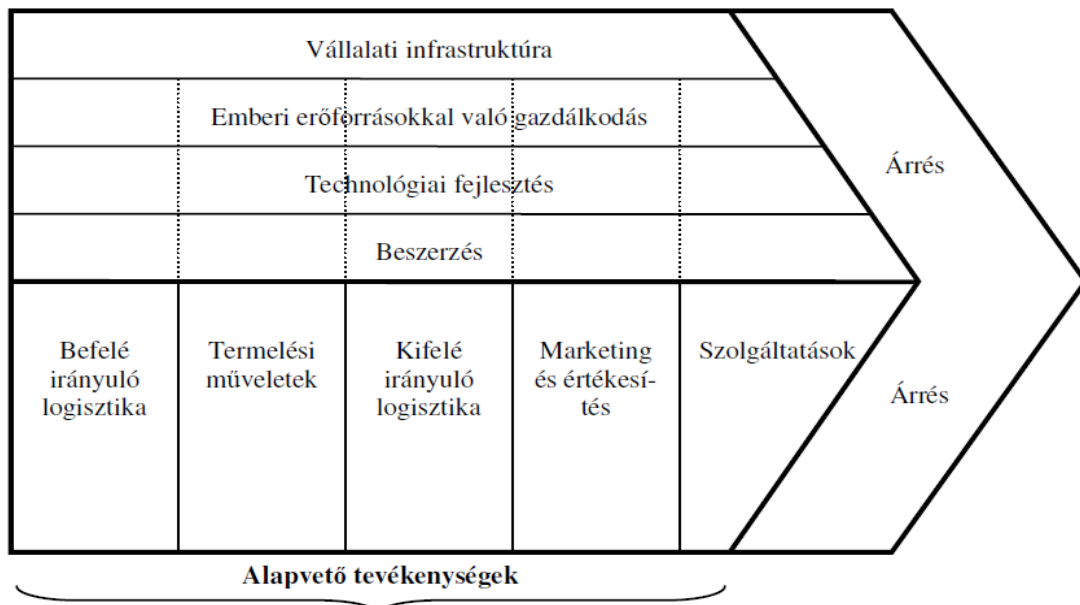 Vállalati infrastruktúra
Emberi erőforrásokkal való gazdálkodás
Technológiai fejlesztés
Beszerzés
Árrés
Befelé
irányuló
logisztika
Termelési
műveletek
Kifelé
irányuló
logisztika
Marketing
és értékesí-
tés
Szolgáltatások
Árrés
Alapvető tevékenységek